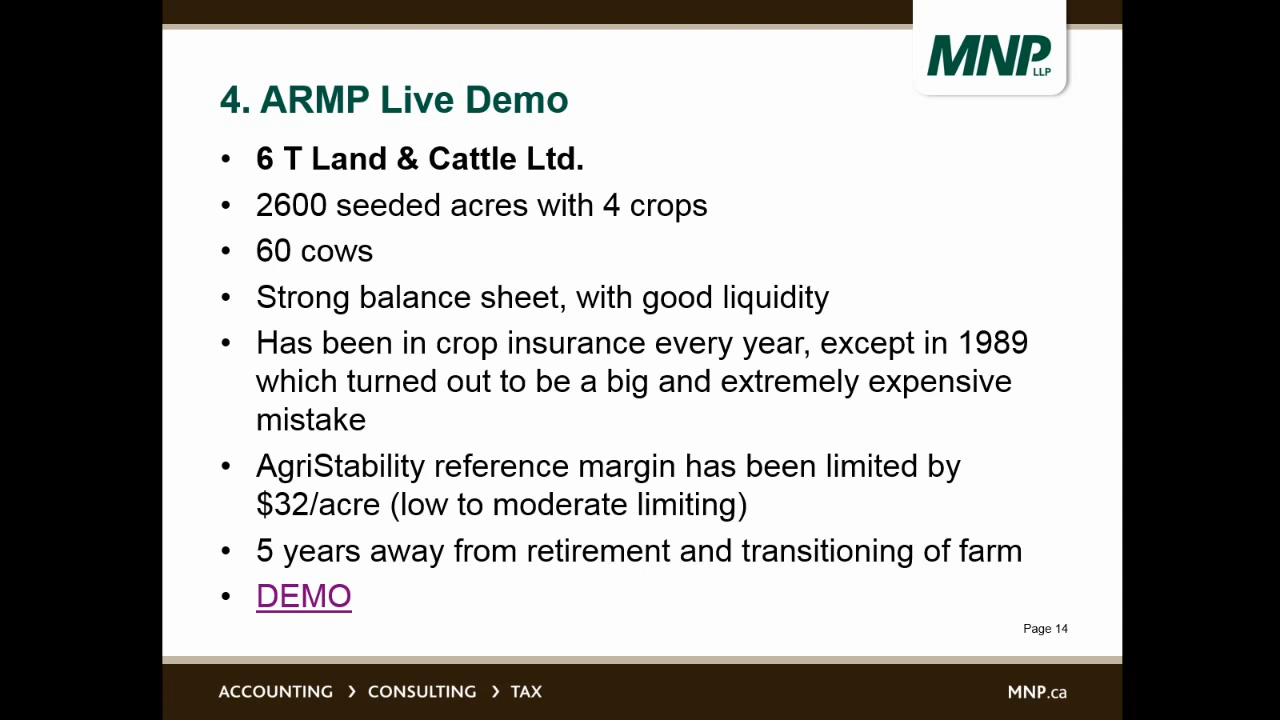 MNP
LLP
4. ARMP Live Demo
• 6 T Land & Cattle Ltd.
• 2600 seeded acres with 4 crops
• 60 cows
• Strong balance sheet, with good liquidity
• Has been in crop insurance every year, except in 1989
which turned out to be a big and extremely expensive
mistake
• AgriStability reference margin has been limited by
$32/acre (low to moderate limiting)
• 5 years away from retirement and transitioning of farm
• DEMO
Page 14
ACCOUNTING › CONSULTING › TAX
MNP.ca